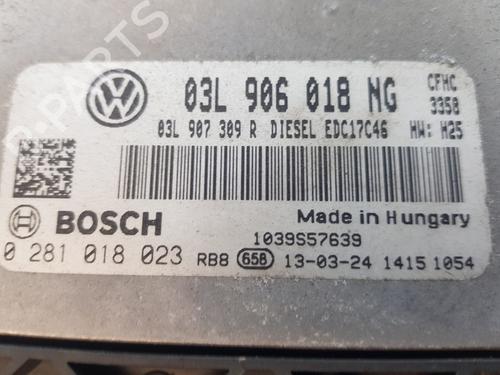 B-PARTS
03L 906 018 NG
CFHC
3358
03L 907 309 R DIESEL EDC17C46
HW: H25
BOSCH
Made in Hungary
1039S57639
0 281 018 023 RB8 658 13-03-24 1415 1054